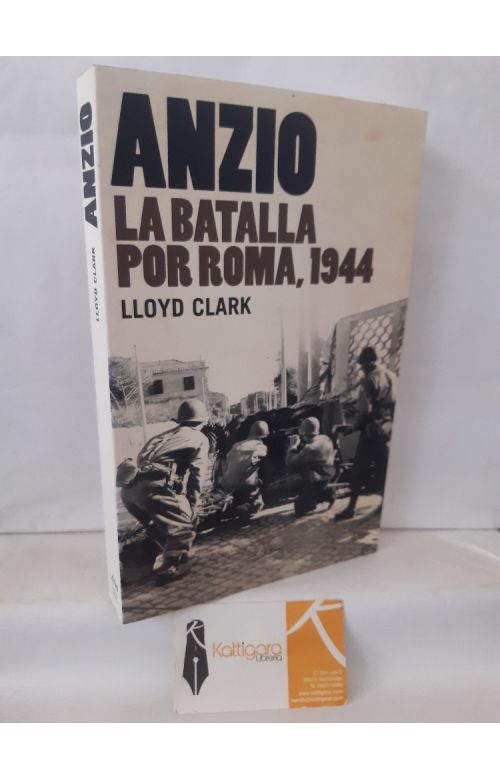 ANZIO
LA BATALLA
POR ROMA, 1944
LLOYD CLARK
ANZIO
LLOYD CLARK
Kattigara
Librería